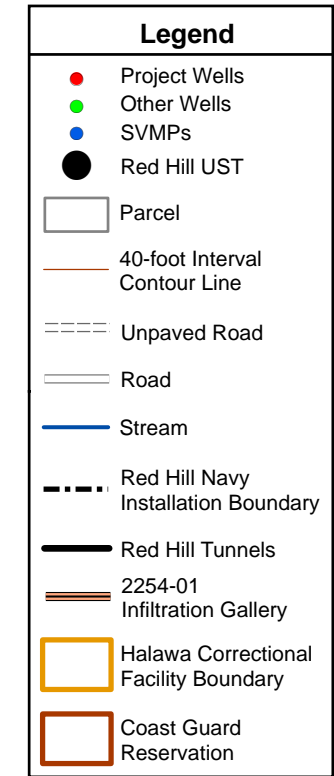 Legend
Project Wells
Other Wells
SVMPs
Red Hill UST
Parcel
40-foot Interval
Contour Line
Unpaved Road
Road
Stream
Red Hill Navy
Installation Boundary
Red Hill Tunnels
2254-01
Infiltration Gallery
Halawa Correctional
Facility Boundary
Coast Guard
Reservation